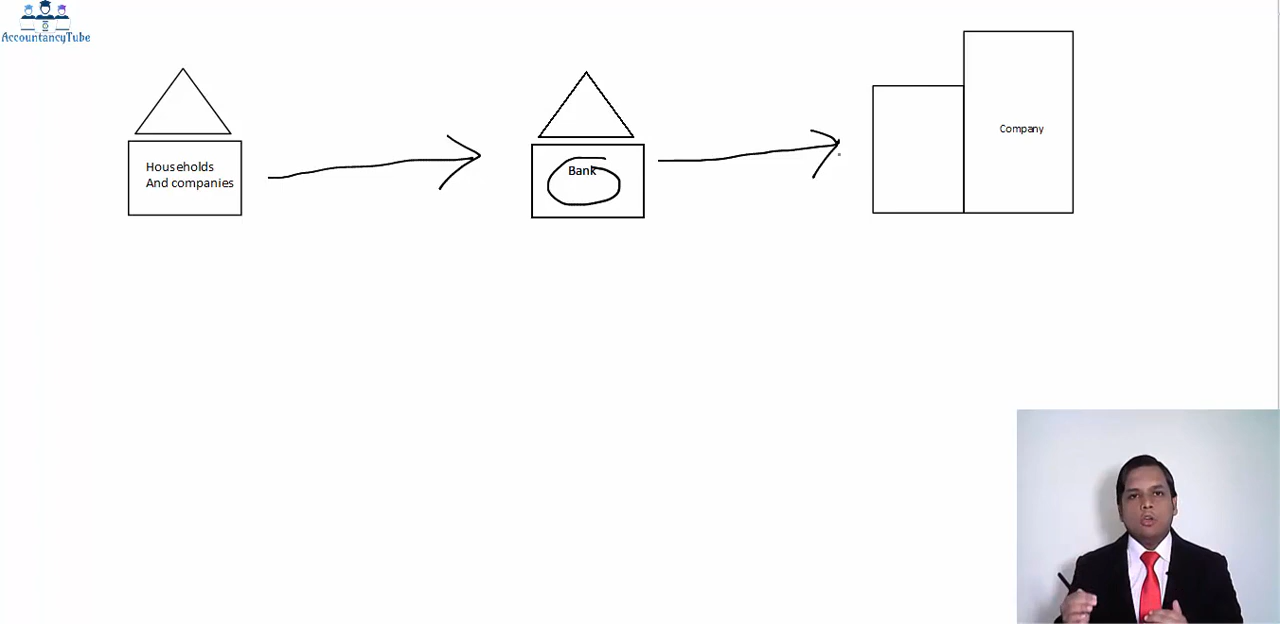 AccountancyTube
Households
And companies
Bank
Company